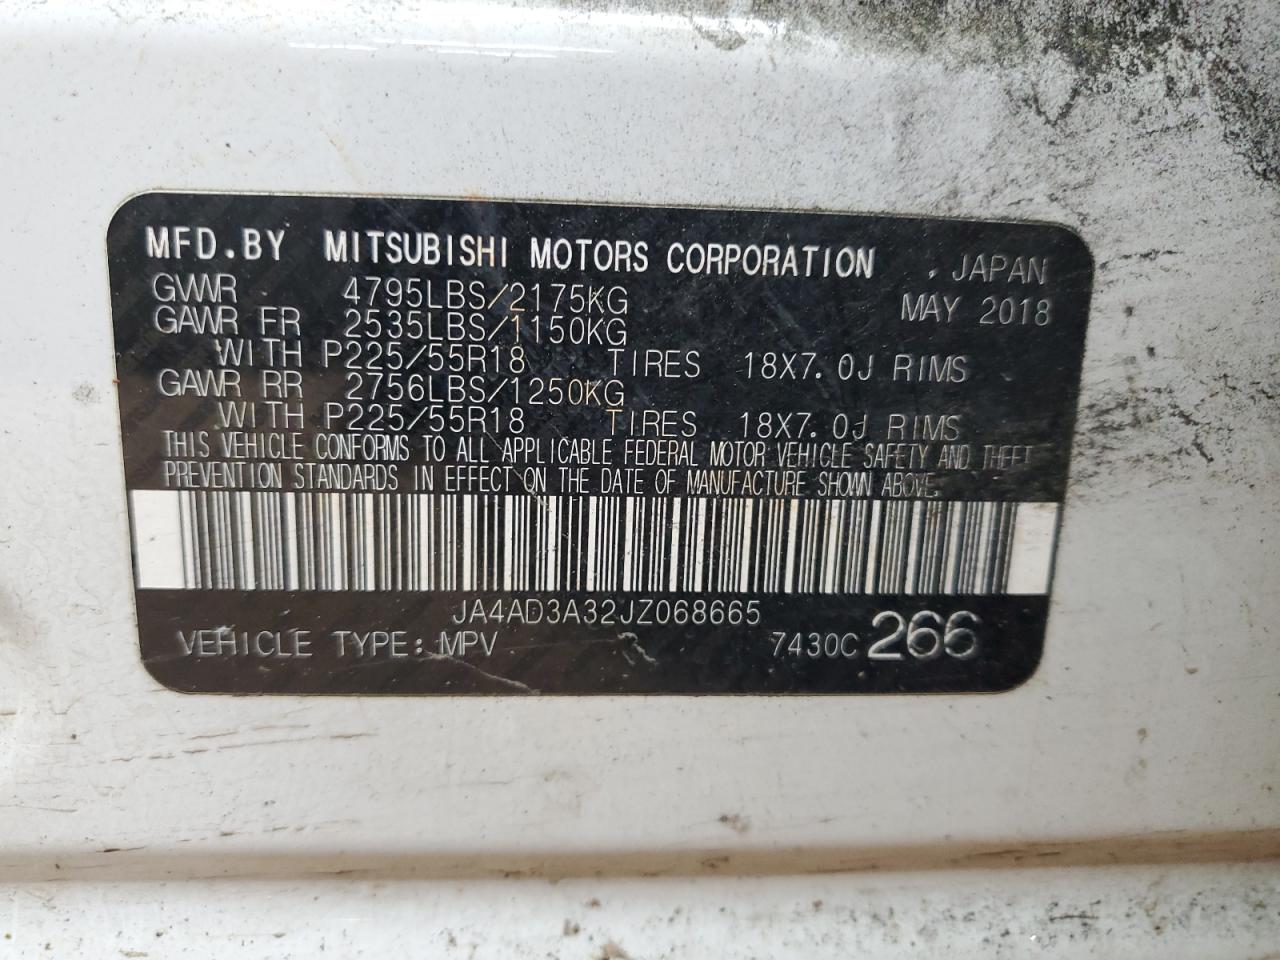 MFD.BY MITSUBISHI MOTORS CORPORATION . JAPAN
GVWR 4795LBS/2175KG MAY 2018
GAWR FR 2535LBS/1150KG
WITH P225/55R18 TIRES 18X7.0J RIMS
GAWR RR 2756LBS/1250KG
WITH P225/55R18 TIRES 18X7.0J RIMS
THIS VEHICLE CONFORMS TO ALL APPLICABLE FEDERAL MOTOR VEHICLE SAFETY AND THEFT
PREVENTION STANDARDS IN EFFECT ON THE DATE OF MANUFACTURE SHOWN ABOVE.
JA4AD3A32JZ068665
VEHICLE TYPE: MPV 7430C 266